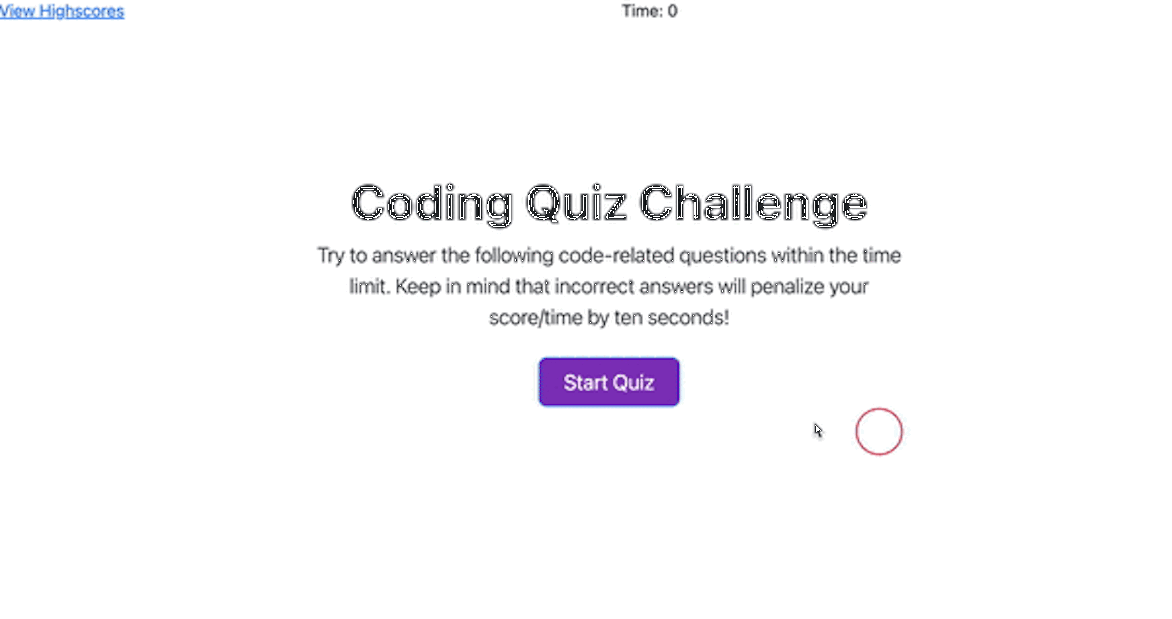 View Highscores
Time: 0
Coding Quiz Challenge
Try to answer the following code-related questions within the time
limit. Keep in mind that incorrect answers will penalize your
score/time by ten seconds!
Start Quiz